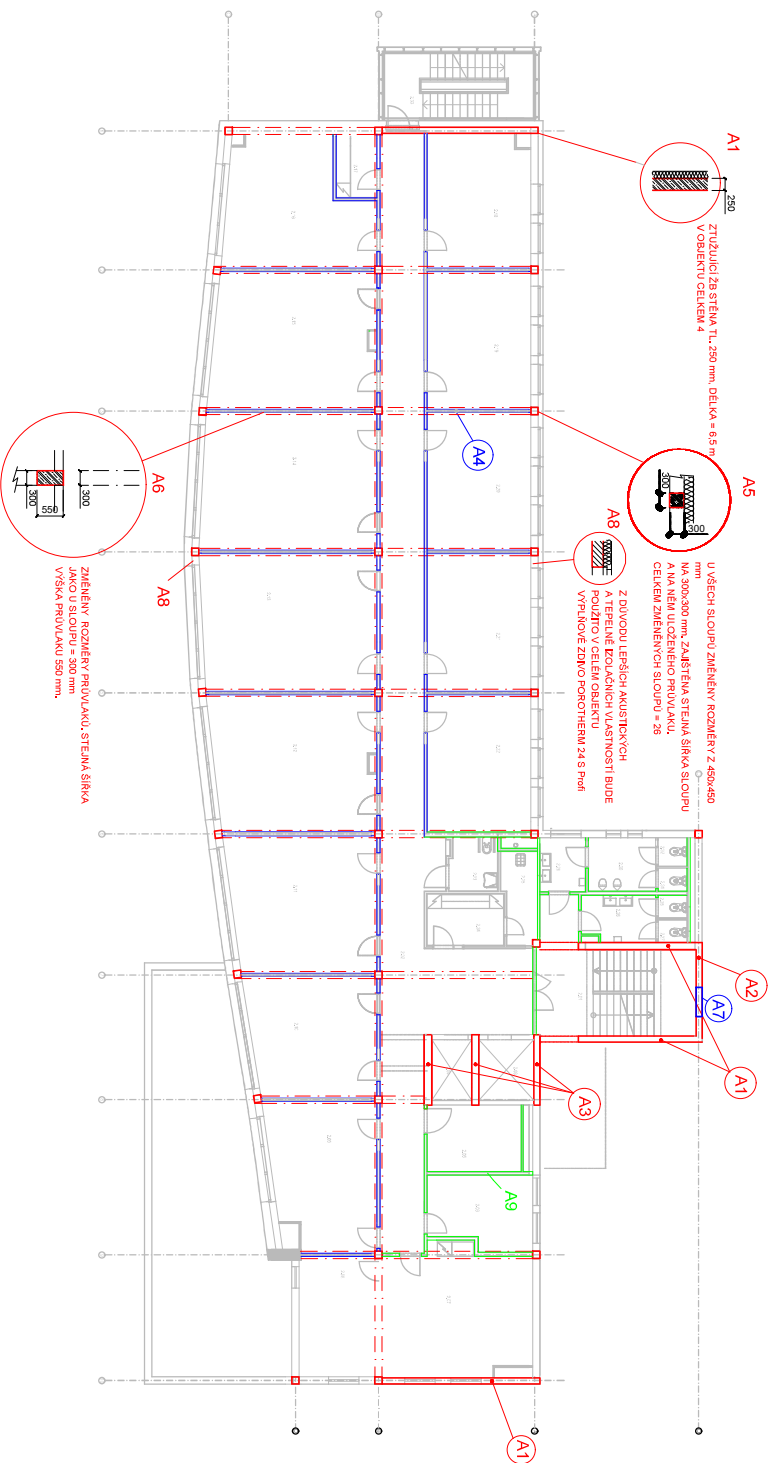 A1
250
ZTUŽUJÍCÍ ŽB STĚNA TL. 250 mm, DÉLKA = 6,5 m
V OBJEKTU CELKEM 4
A5
300
300
U VŠECH SLOUPŮ ZMĚNĚNY ROZMĚRY Z 450x450
mm
NA 300x300 mm, ZAJIŠTĚNA STEJNÁ ŠÍŘKA SLOUPU
A NA NĚM ULOŽENÉHO PRŮVLAKU.
CELKEM ZMĚNĚNÝCH SLOUPŮ = 26
A8
Z DŮVODU LEPŠÍCH AKUSTICKÝCH
A TEPELNĚ IZOLAČNÍCH VLASTNOSTÍ BUDE
POUŽITO V CELÉM OBJEKTU
VÝPLŇOVÉ ZDIVO POROTHERM 24 S Profi
A4
A6
300
550
300
ZMĚNĚNY ROZMĚRY PRŮVLAKŮ, STEJNÁ ŠÍŘKA
JAKO U SLOUPU = 300 mm
VÝŠKA PRŮVLAKU 550 mm.
A8
A2
A7
A1
A3
A9
A1